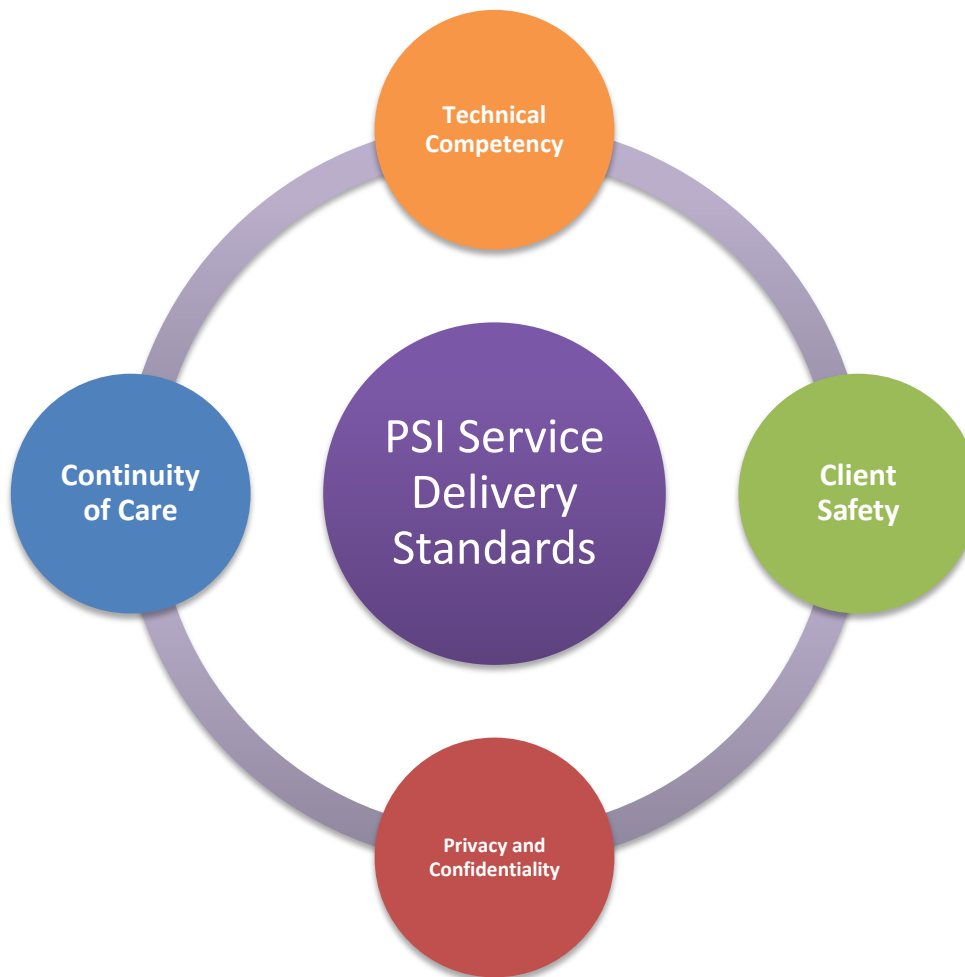 Technical
Competency
PSI Service
Delivery
Standards
Continuity
of Care
Client
Safety
Privacy and
Confidentiality